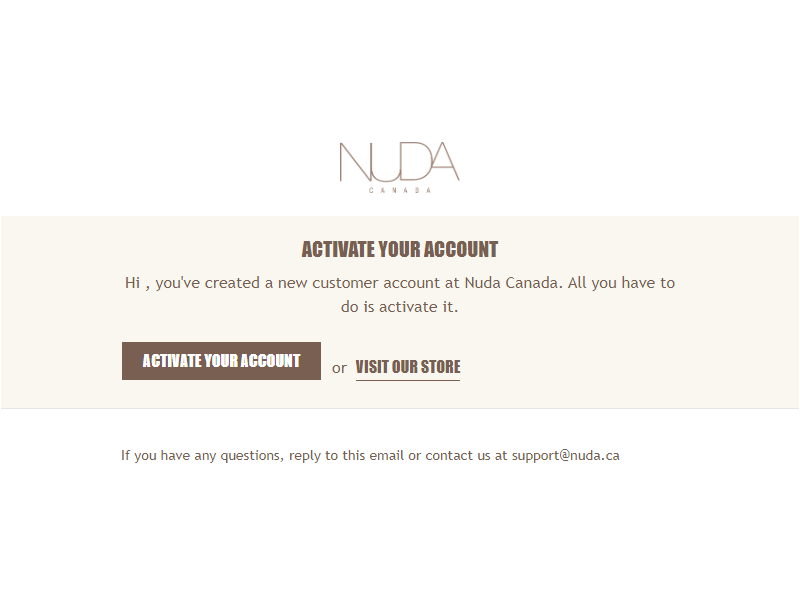 NUDA
CANADA
ACTIVATE YOUR ACCOUNT
Hi , you've created a new customer account at Nuda Canada. All you have to
do is activate it.
ACTIVATE YOUR ACCOUNT or VISIT OUR STORE
If you have any questions, reply to this email or contact us at support@nuda.ca